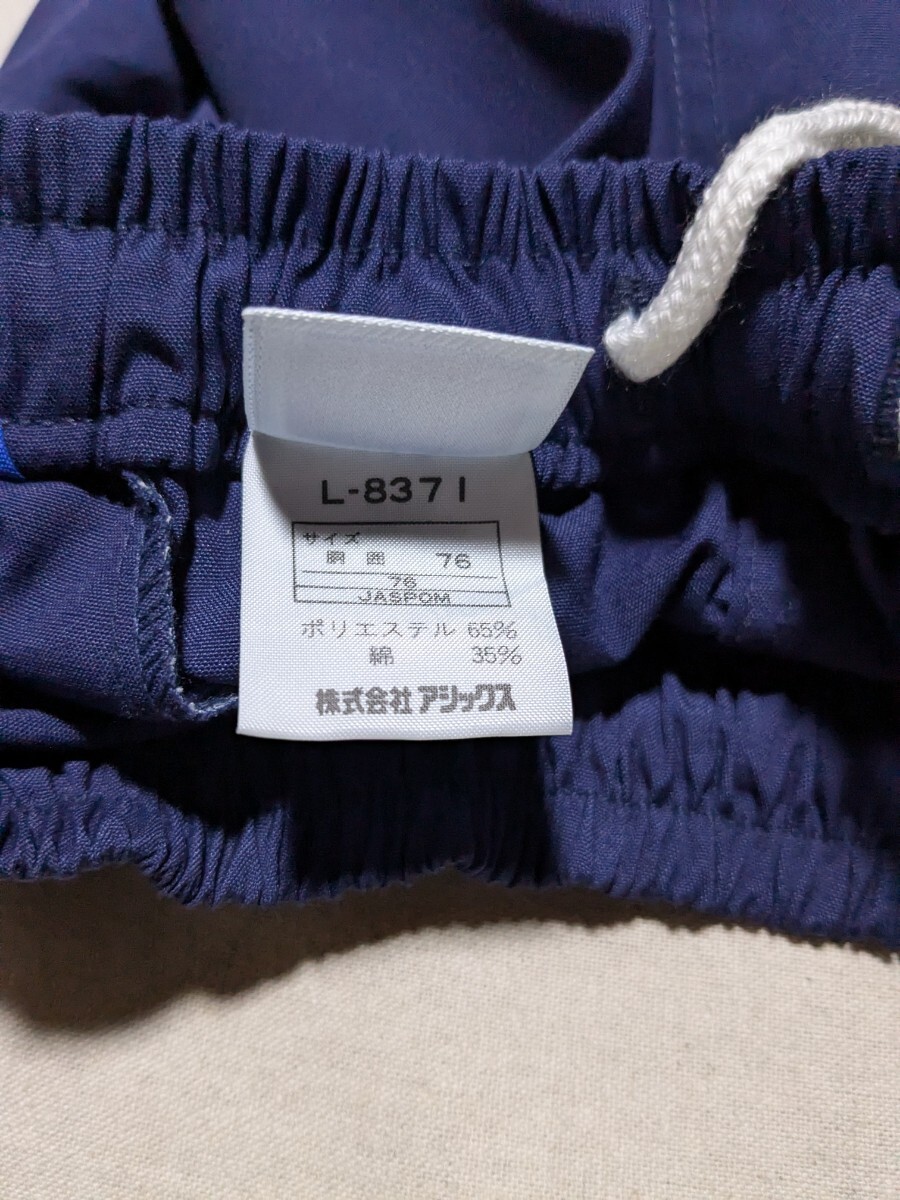 L-8371
サイズ
胴囲 76
76
JASPOM
ポリエステル 65%
綿 35%
株式会社アシックス